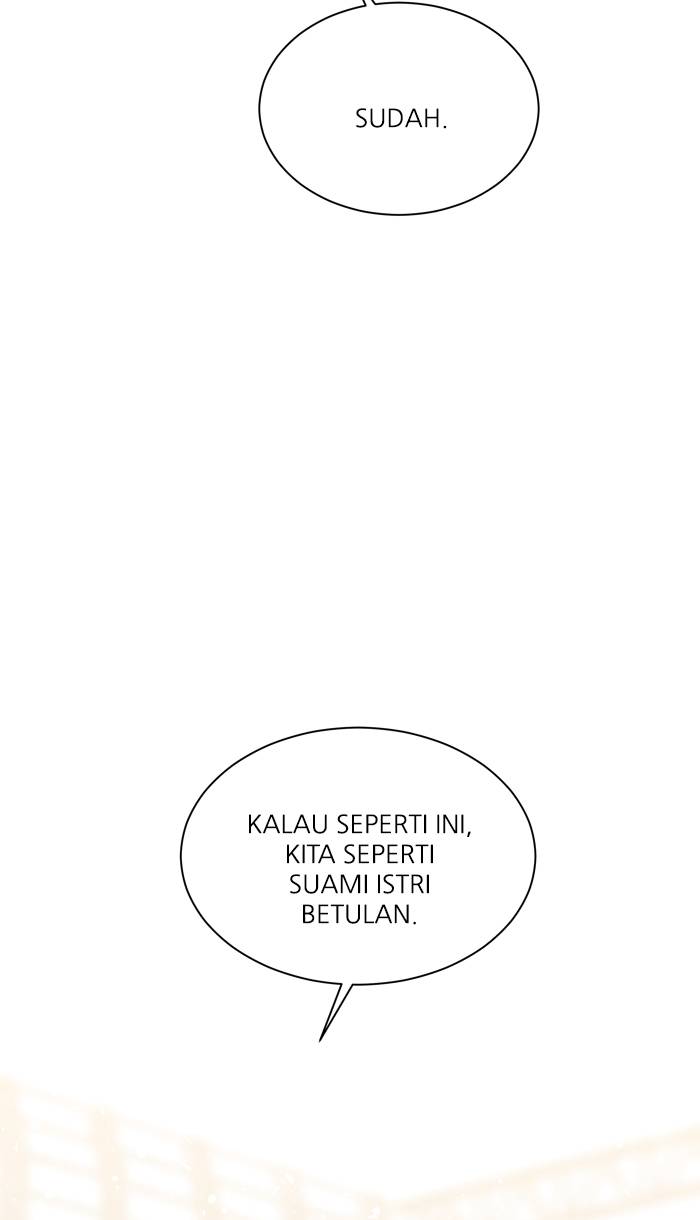 SUDAH.
KALAU SEPERTI INI,
KITA SEPERTI
SUAMI ISTRI
BETULAN.